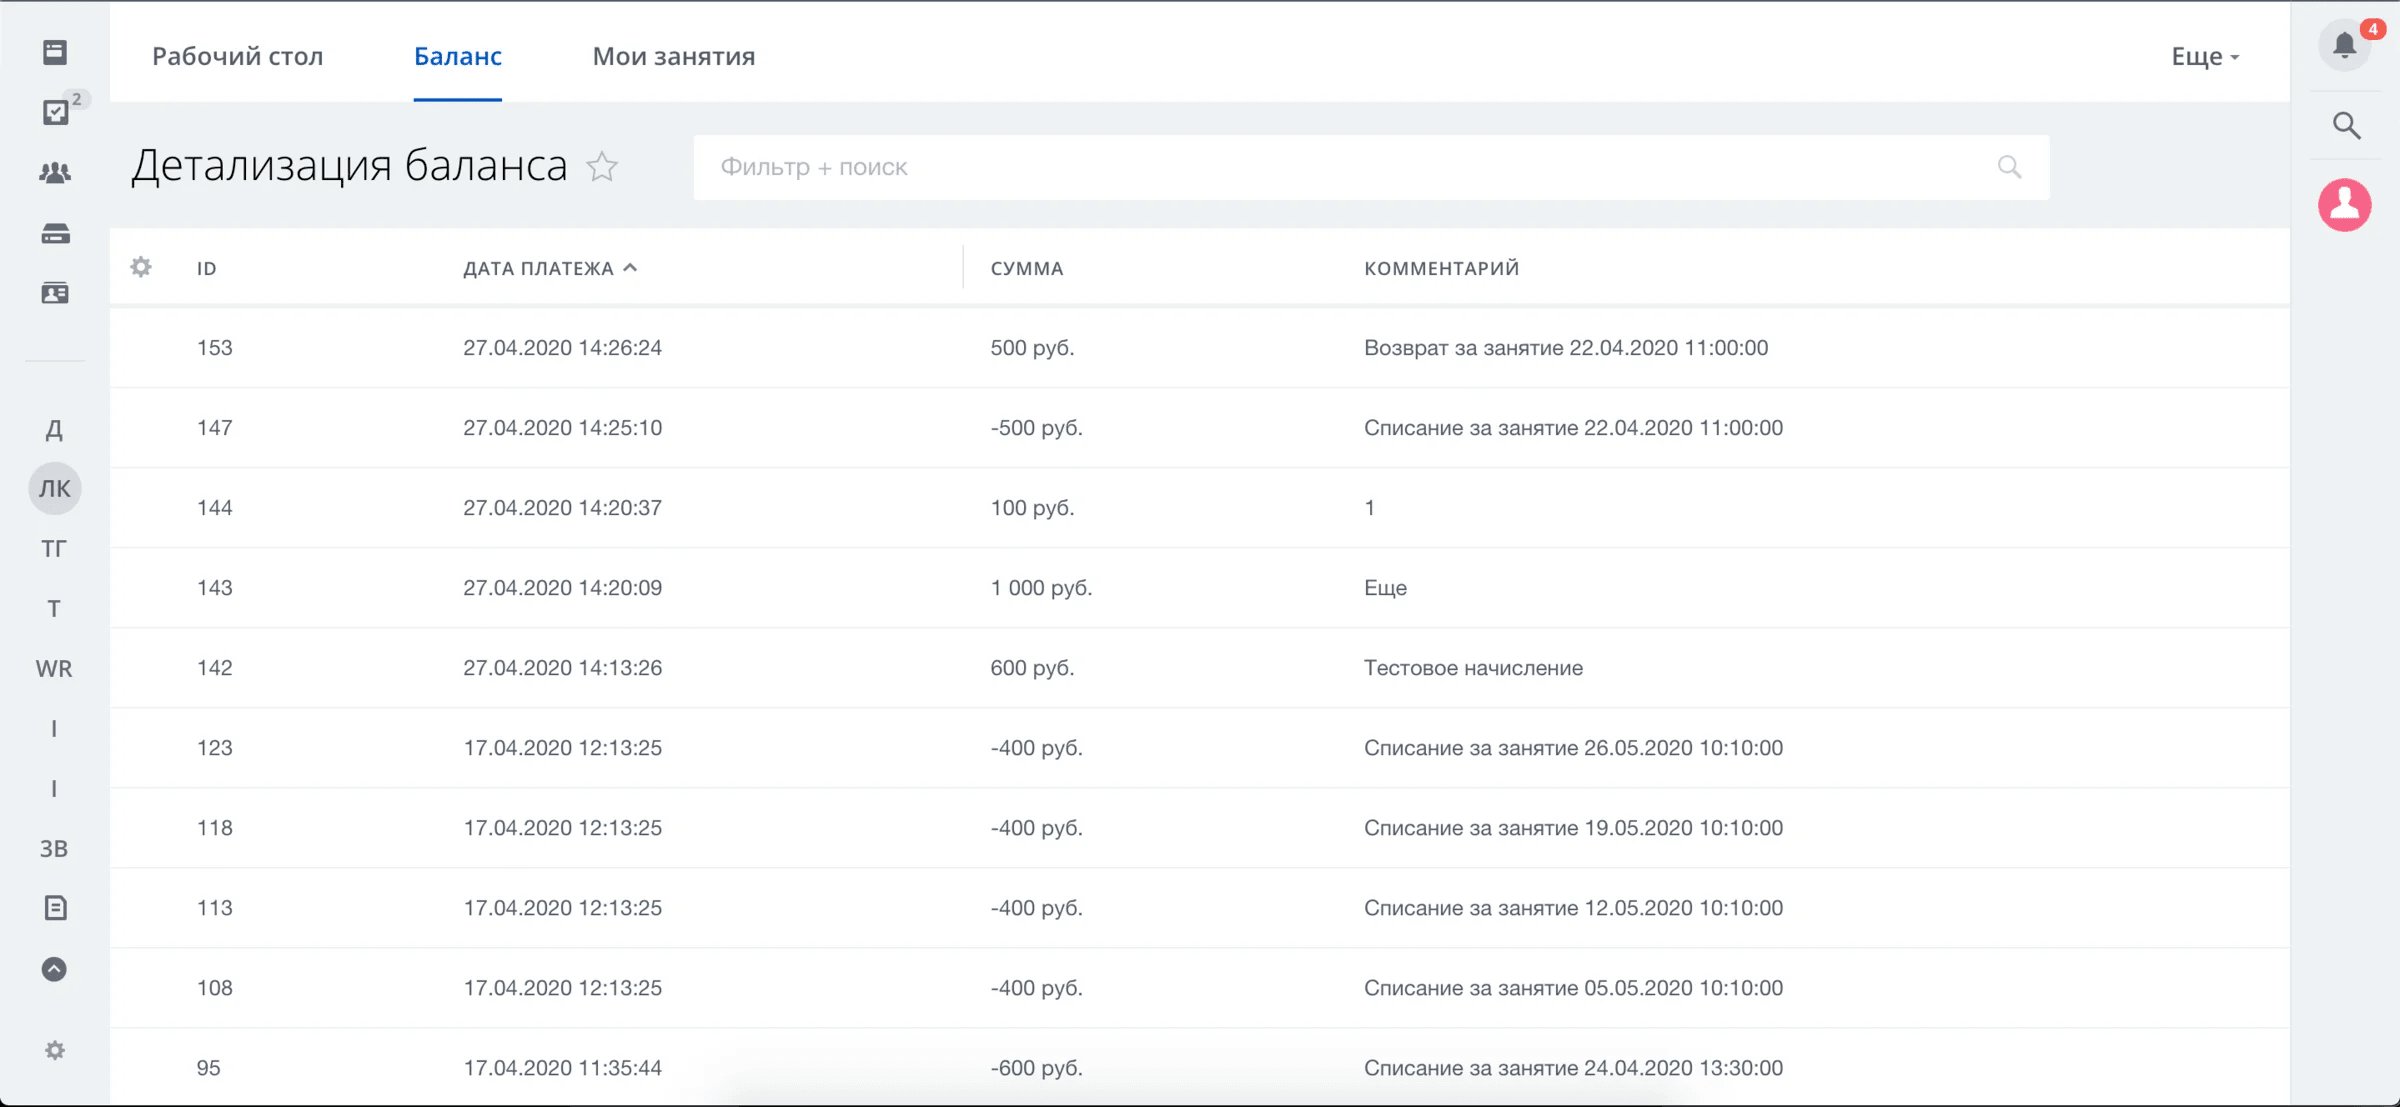 Рабочий стол Баланс Мои занятия Еще
4
2
Детализация баланса Фильтр + поиск
ID ДАТА ПЛАТЕЖА СУММА КОММЕНТАРИЙ
153 27.04.2020 14:26:24 500 руб. Возврат за занятие 22.04.2020 11:00:00
147 27.04.2020 14:25:10 -500 руб. Списание за занятие 22.04.2020 11:00:00
144 27.04.2020 14:20:37 100 руб. 1
143 27.04.2020 14:20:09 1 000 руб. Еще
142 27.04.2020 14:13:26 600 руб. Тестовое начисление
123 17.04.2020 12:13:25 -400 руб. Списание за занятие 26.05.2020 10:10:00
118 17.04.2020 12:13:25 -400 руб. Списание за занятие 19.05.2020 10:10:00
113 17.04.2020 12:13:25 -400 руб. Списание за занятие 12.05.2020 10:10:00
108 17.04.2020 12:13:25 -400 руб. Списание за занятие 05.05.2020 10:10:00
95 17.04.2020 11:35:44 -600 руб. Списание за занятие 24.04.2020 13:30:00
Д
ЛК
ТГ
Т
WR
I
I
ЗВ